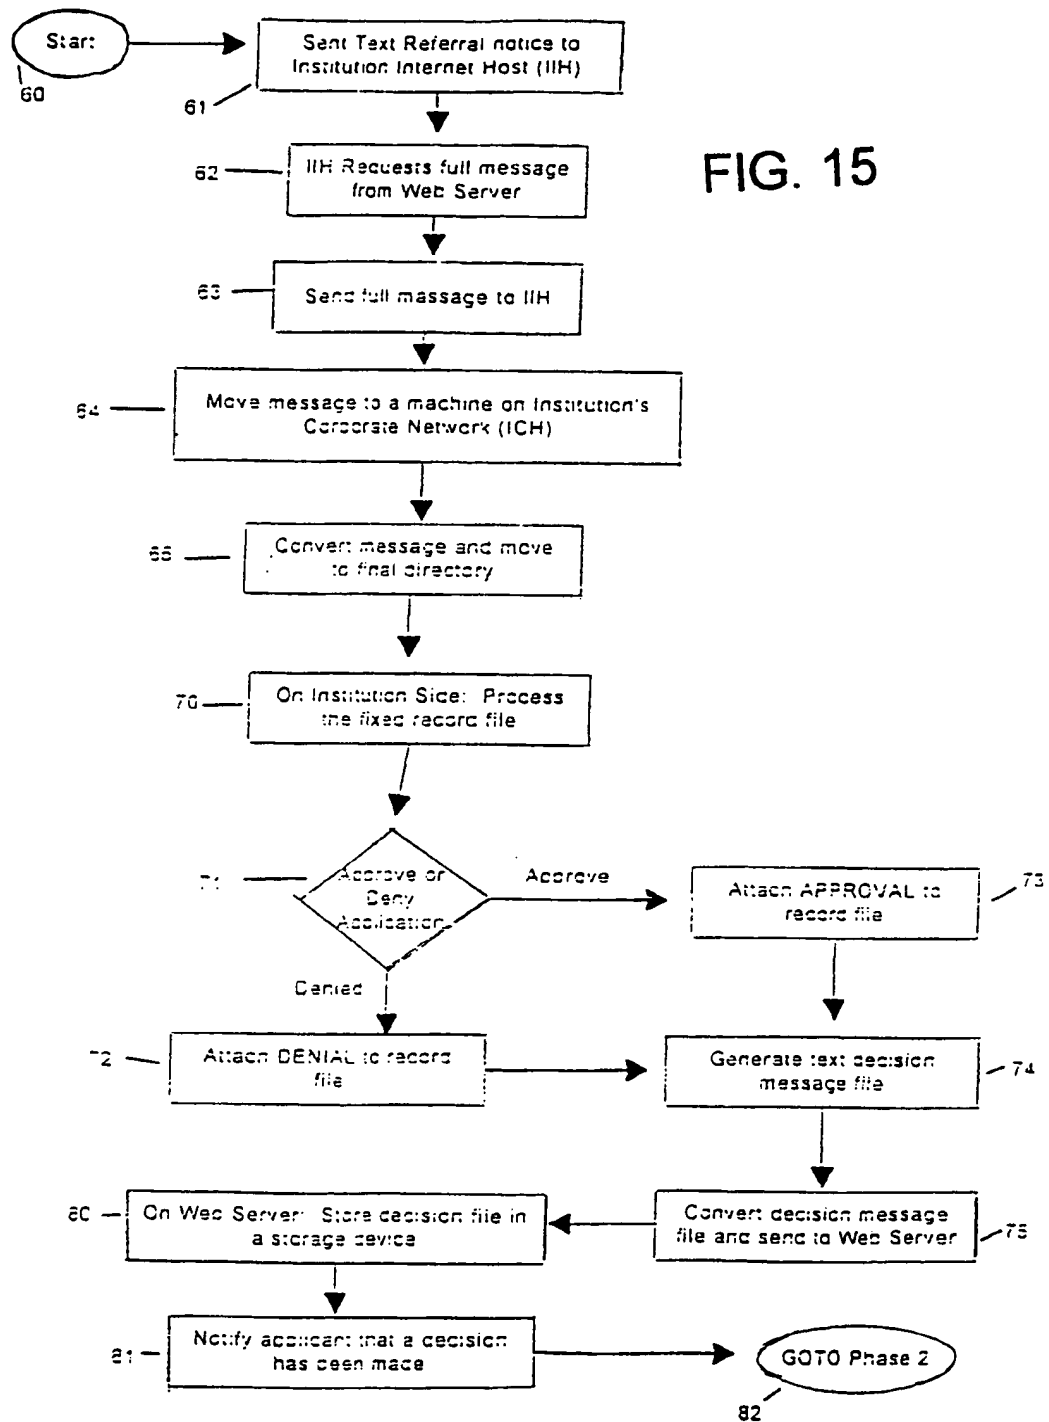 Start
60
Sent Text Referral notice to
Institution Internet Host (IIH)
61
FIG. 15
IIH Requests full message
from Web Server
62
Send full massage to IIH
63
Move message to a machine on Institution's
Corporate Network (ICH)
64
Convert message and move
to final directory
On Institution Side: Process
the fixed record file
70
Approve or
Deny
Application
71
Approve
Attach APPROVAL to
record file
73
Denied
Attach DENIAL to record
file
72
Generate text decision
message file
74
On Web Server: Store decision file in
a storage device
80
Convert decision message
file and send to Web Server
Notify applicant that a decision
has been made
81
GOTO Phase 2
82